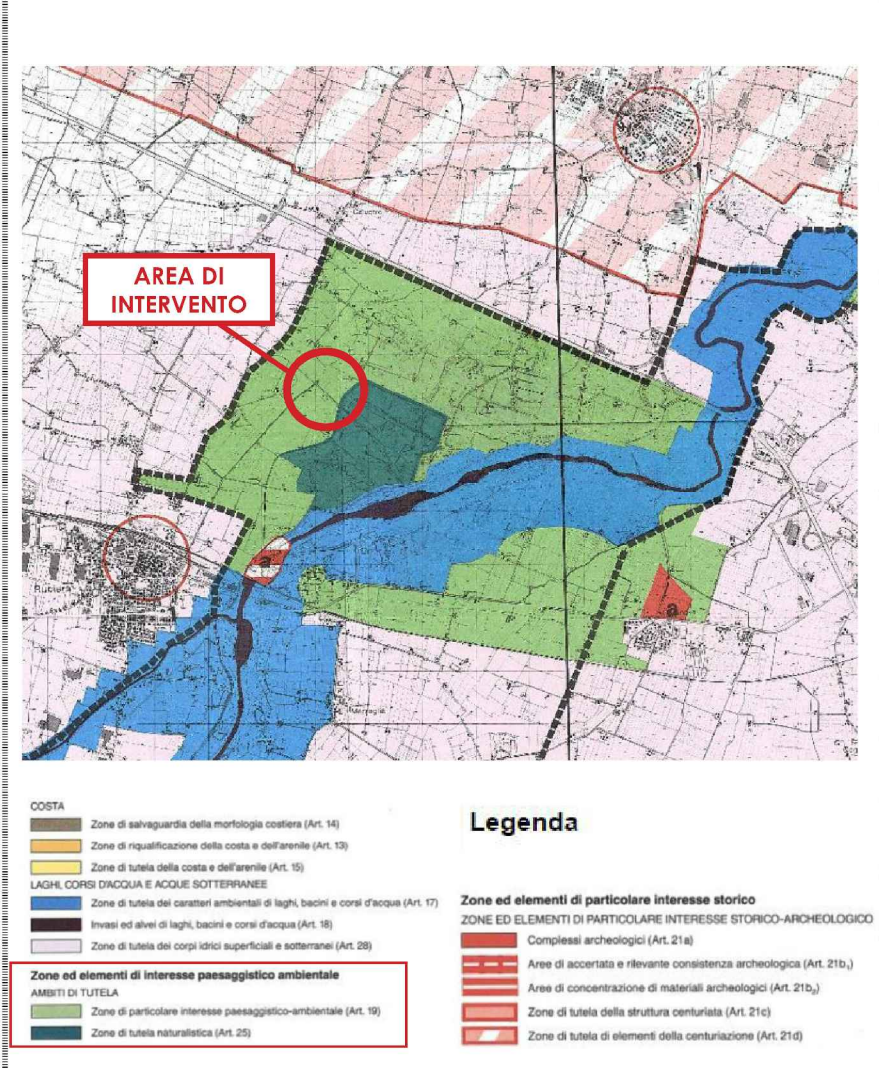 AREA DI
INTERVENTO
Rubiera
a
a
Marzaglia
Legenda
COSTA
Zone di salvaguardia della morfologia costiera (Art. 14)
Zone di riqualificazione della costa e dell'arenile (Art. 13)
Zone di tutela della costa e dell'arenile (Art. 15)
LAGHI, CORSI D'ACQUA E ACQUE SOTTERRANEE
Zone di tutela dei caratteri ambientali di laghi, bacini e corsi d'acqua (Art. 17)
Invasi ed alvei di laghi, bacini e corsi d'acqua (Art. 18)
Zone di tutela dei corpi idrici superficiali e sotterranei (Art. 28)
Zone ed elementi di interesse paesaggistico ambientale
AMBITI DI TUTELA
Zone di particolare interesse paesaggistico-ambientale (Art. 19)
Zone di tutela naturalistica (Art. 25)
Zone ed elementi di particolare interesse storico
ZONE ED ELEMENTI DI PARTICOLARE INTERESSE STORICO-ARCHEOLOGICO
Complessi archeologici (Art. 21a)
Aree di accertata e rilevante consistenza archeologica (Art. 21b₁)
Aree di concentrazione di materiali archeologici (Art. 21b₂)
Zone di tutela della struttura centuriata (Art. 21c)
Zone di tutela di elementi della centuriazione (Art. 21d)